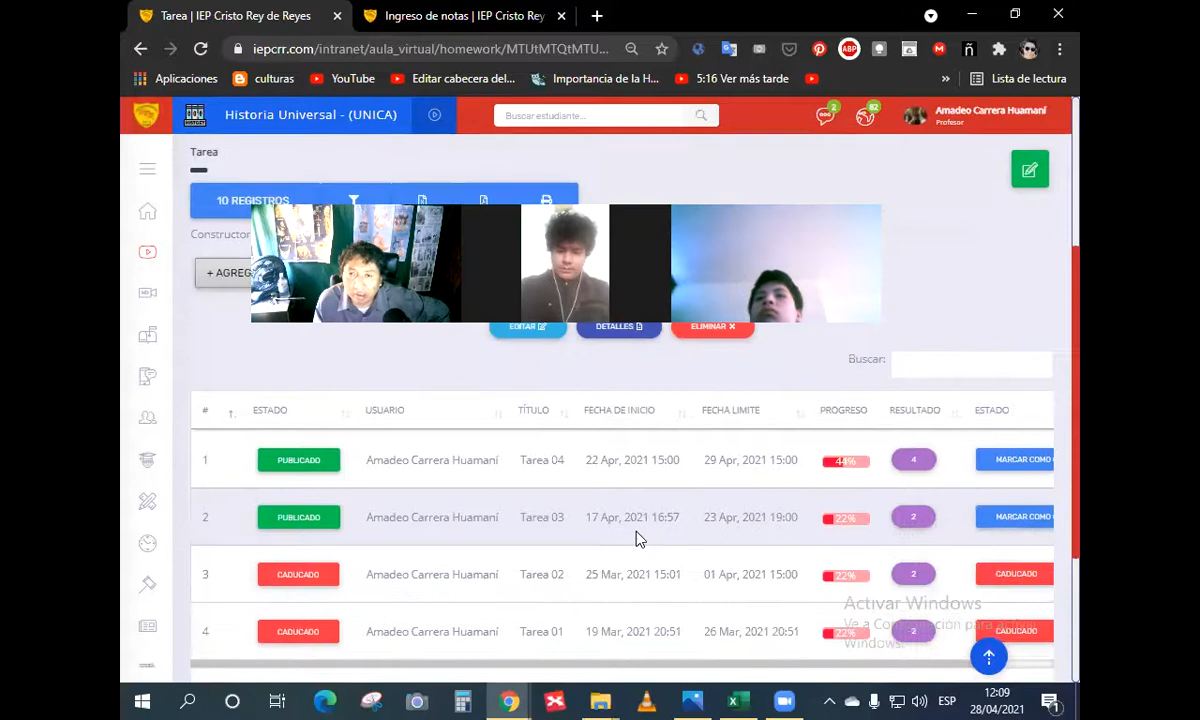 Tarea | IEP Cristo Rey de Reyes
Ingreso de notas | IEP Cristo Rey
iepcrr.com/intranet/aula_virtual/homework/MTUtMTQtMTU...
Aplicaciones
culturas
YouTube
Editar cabecera del...
Importancia de la H...
5:16 Ver más tarde
»
Lista de lectura
Historia Universal - (UNICA)
Buscar estudiante...
2
82
Amadeo Carrera Huamaní
Profesor
Tarea
10 REGISTROS
Constructor
+ AGREG
EDITAR
DETALLES
ELIMINAR
Buscar:
# ESTADO USUARIO TÍTULO FECHA DE INICIO FECHA LIMITE PROGRESO RESULTADO ESTADO
1 PUBLICADO Amadeo Carrera Huamaní Tarea 04 22 Apr, 2021 15:00 29 Apr, 2021 15:00 44% 4 MARCAR COMO
2 PUBLICADO Amadeo Carrera Huamaní Tarea 03 17 Apr, 2021 16:57 23 Apr, 2021 19:00 22% 2 MARCAR COMO
3 CADUCADO Amadeo Carrera Huamaní Tarea 02 25 Mar, 2021 15:01 01 Apr, 2021 15:00 22% 2 CADUCADO
4 CADUCADO Amadeo Carrera Huamaní Tarea 01 19 Mar, 2021 20:51 26 Mar, 2021 20:51 22% 2 CADUCADO
Activar Windows
Ve a Configuración para activar
Windows.
ESP
12:09
28/04/2021